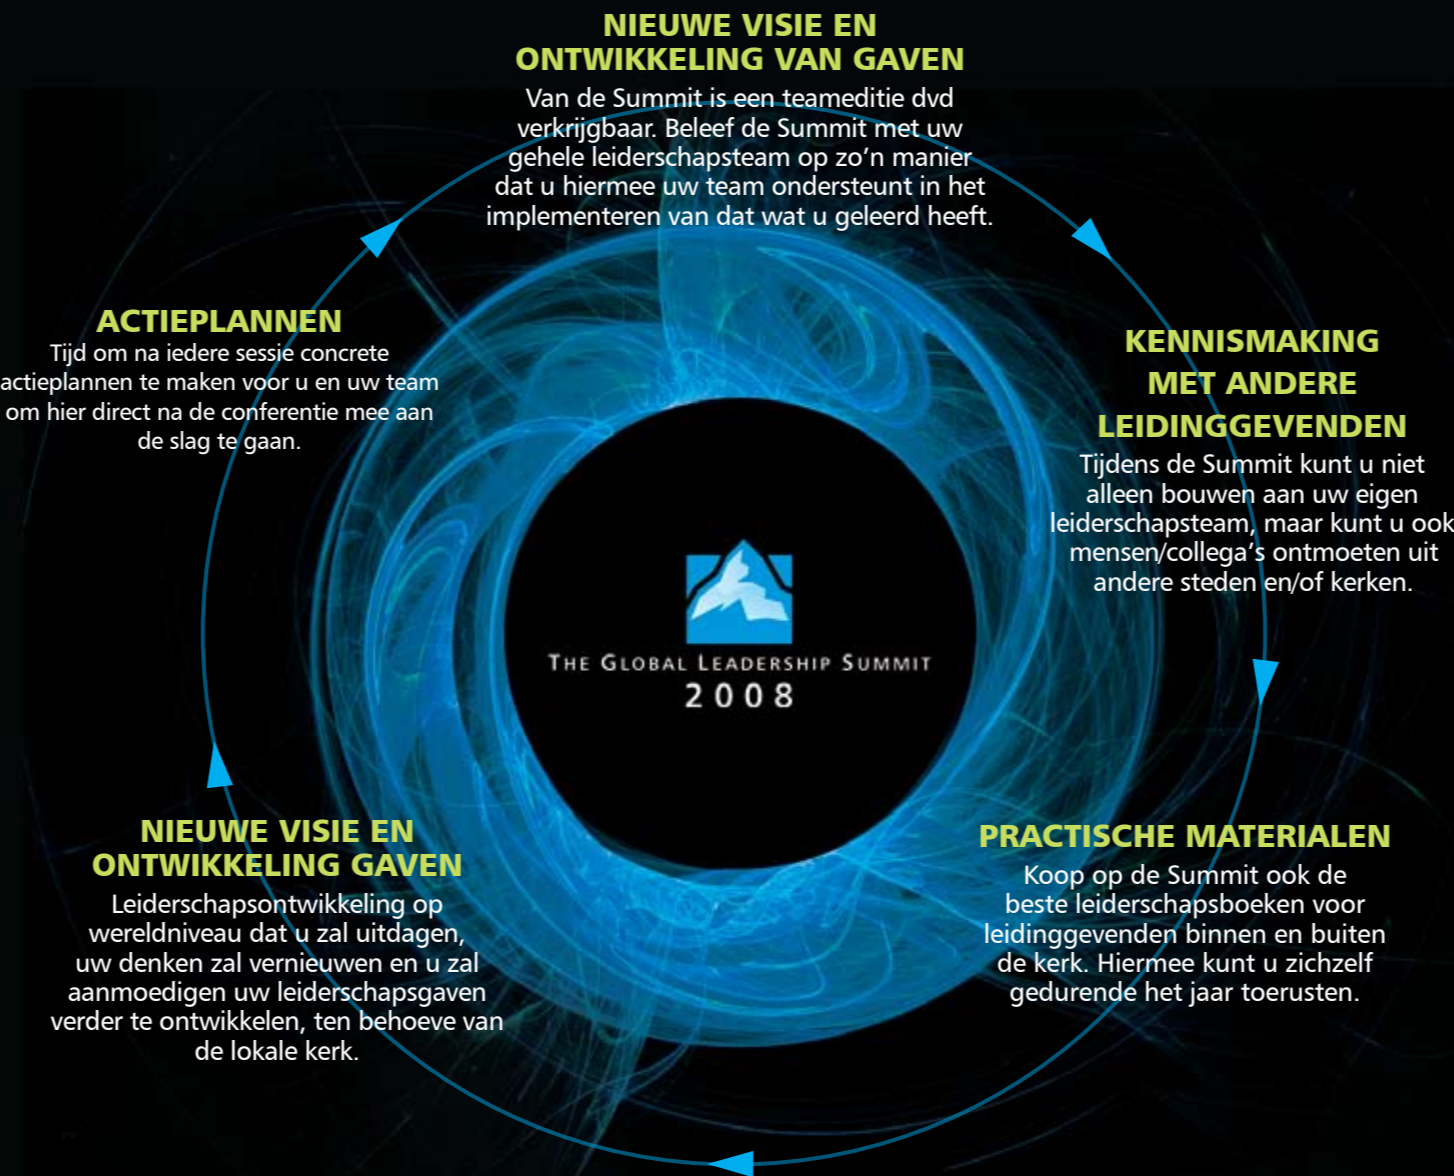 NIEUWE VISIE EN
ONTWIKKELING VAN GAVEN
Van de Summit is een teameditie dvd
verkrijgbaar. Beleef de Summit met uw
gehele leiderschapsteam op zo’n manier
dat u hiermee uw team ondersteunt in het
implementeren van dat wat u geleerd heeft.
KENNISMAKING
MET ANDERE
LEIDINGGEVENDEN
Tijdens de Summit kunt u niet
alleen bouwen aan uw eigen
leiderschapsteam, maar kunt u ook
mensen/collega’s ontmoeten uit
andere steden en/of kerken.
PRACTISCHE MATERIALEN
Koop op de Summit ook de
beste leiderschapsboeken voor
leidinggevenden binnen en buiten
de kerk. Hiermee kunt u zichzelf
gedurende het jaar toerusten.
NIEUWE VISIE EN
ONTWIKKELING GAVEN
Leiderschapsontwikkeling op
wereldniveau dat u zal uitdagen,
uw denken zal vernieuwen en u zal
aanmoedigen uw leiderschapsgaven
verder te ontwikkelen, ten behoeve van
de lokale kerk.
ACTIEPLANNEN
Tijd om na iedere sessie concrete
actieplannen te maken voor u en uw team
om hier direct na de conferentie mee aan
de slag te gaan.
THE GLOBAL LEADERSHIP SUMMIT
2008